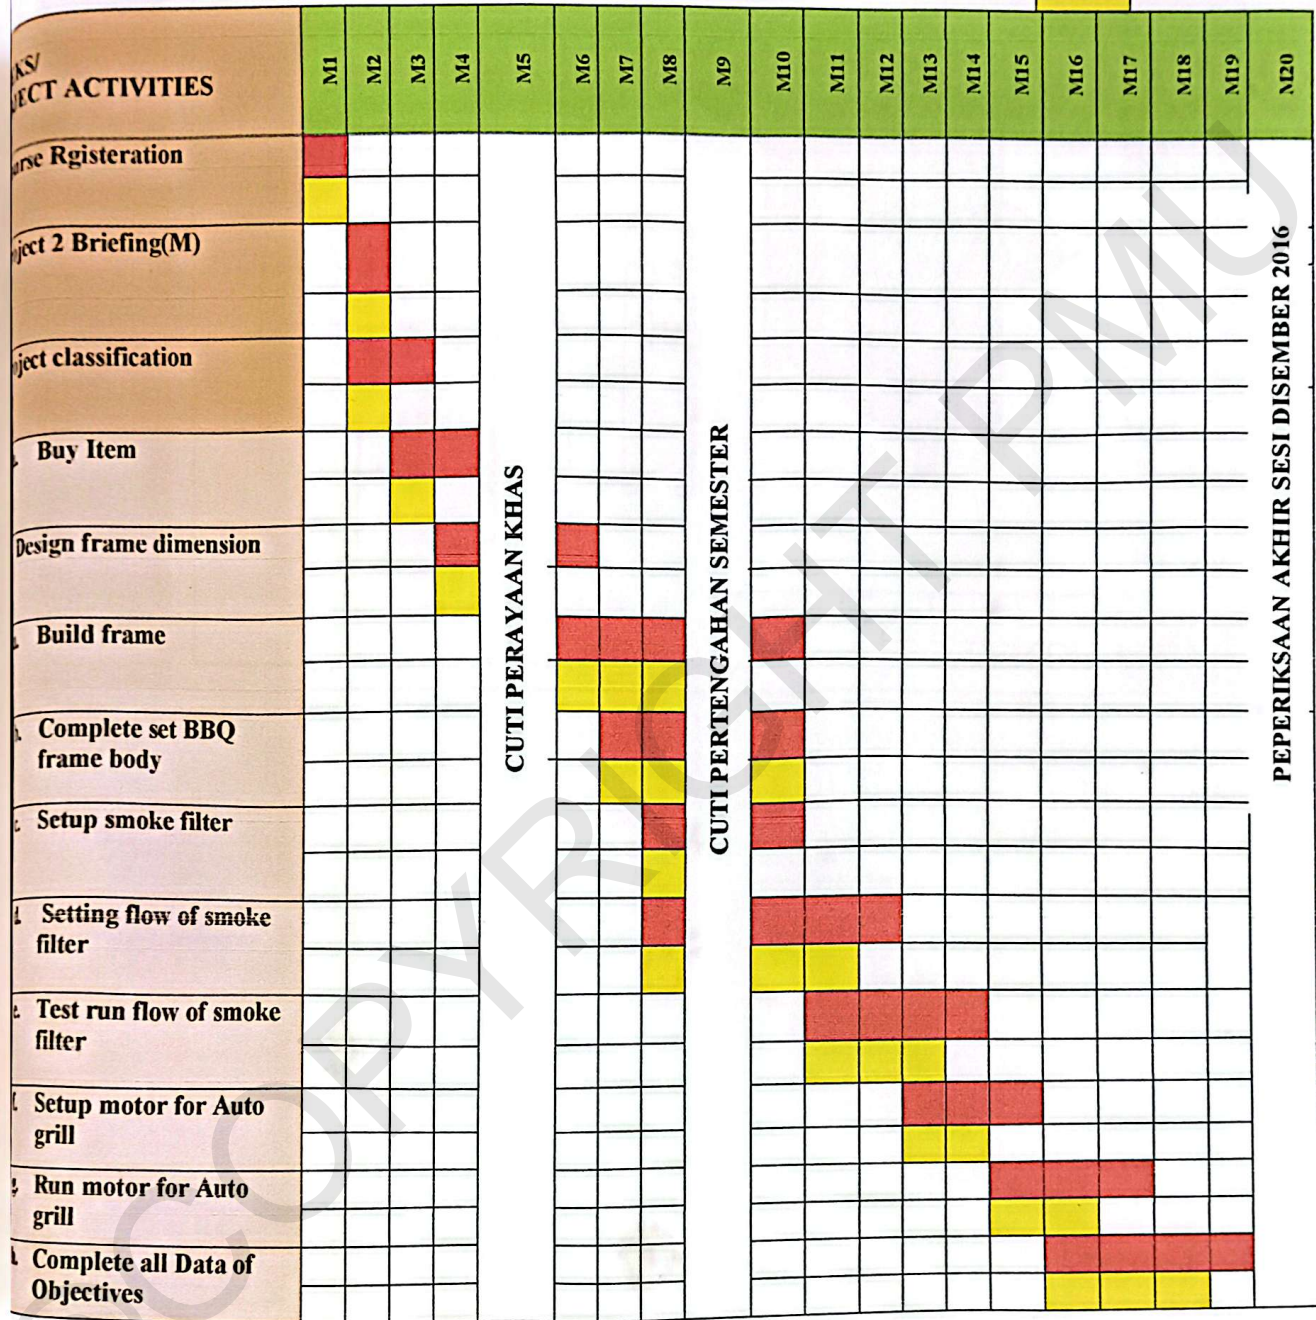 ACTIVITIES
M1
M2
M3
M4
M5
M6
M7
M8
M9
M10
M11
M12
M13
M14
M15
M16
M17
M18
M19
M20
Rgisteration
2 Briefing(M)
classification
Buy Item
Design frame dimension
Build frame
Complete set BBQ
frame body
Setup smoke filter
Setting flow of smoke
filter
Test run flow of smoke
filter
Setup motor for Auto
grill
Run motor for Auto
grill
Complete all Data of
Objectives
CUTI PERAYAAN KHAS
CUTI PERTENGAHAN SEMESTER
PEPERIKSAAN AKHIR SESI DISEMBER 2016
COPYRIGHT PMU